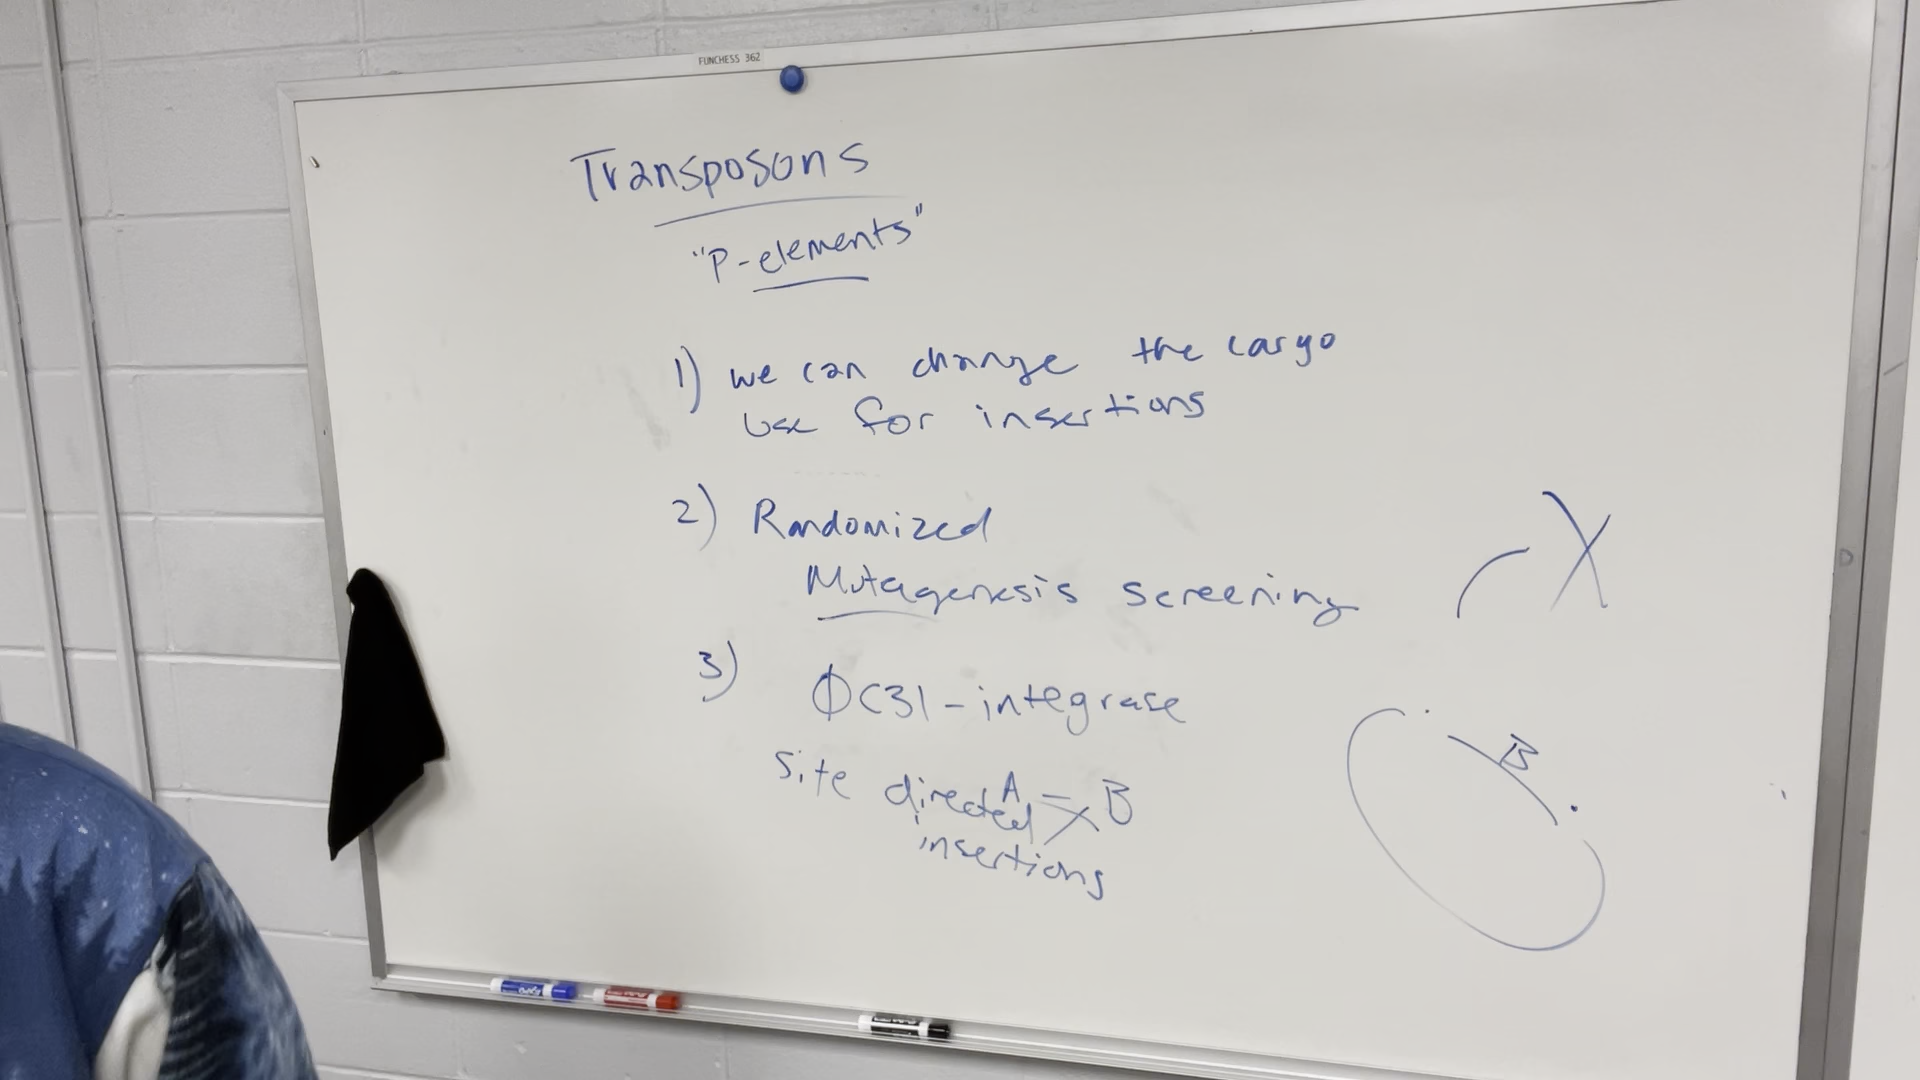 FUNCHESS 362
Transposons
"P-elements"
1) we can change the cargo
use for insertions
2) Randomized
Mutagenesis screening
3) ΦC31-integrase
site directed A B
insertions
X
B